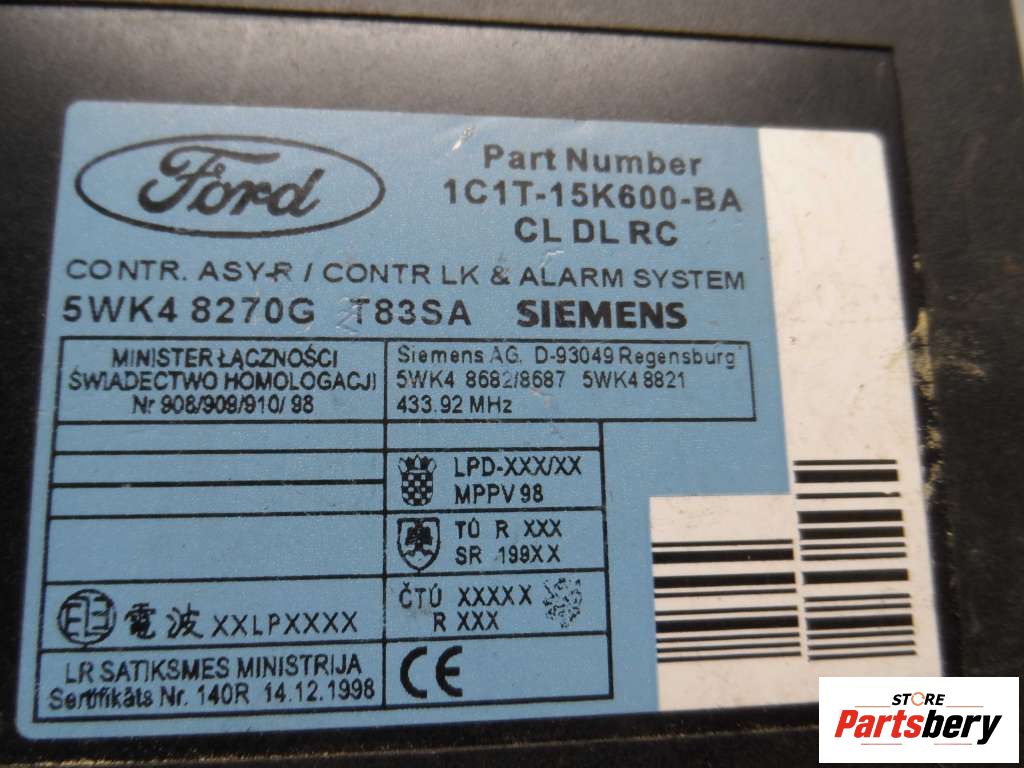 Ford
Part Number
1C1T-15K600-BA
CL DL RC
CONTR. ASY-R / CONTR LK & ALARM SYSTEM
5WK4 8270G T83SA SIEMENS
MINISTER ŁĄCZNOŚCI
ŚWIADECTWO HOMOLOGACJI
Nr 908/909/910/ 98
Siemens AG, D-93049 Regensburg
5WK4 8682/8687 5WK4 8821
433.92 MHz
LPD-XXX/XX
MPPV 98
TÚ R XXX
SR 199XX
電波 XXLPXXXX
ČTÚ XXXXX
R XXX
LR SATIKSMES MINISTRIJA
Sertifikāts Nr. 140R 14.12.1998
CE
STORE
Partsbery